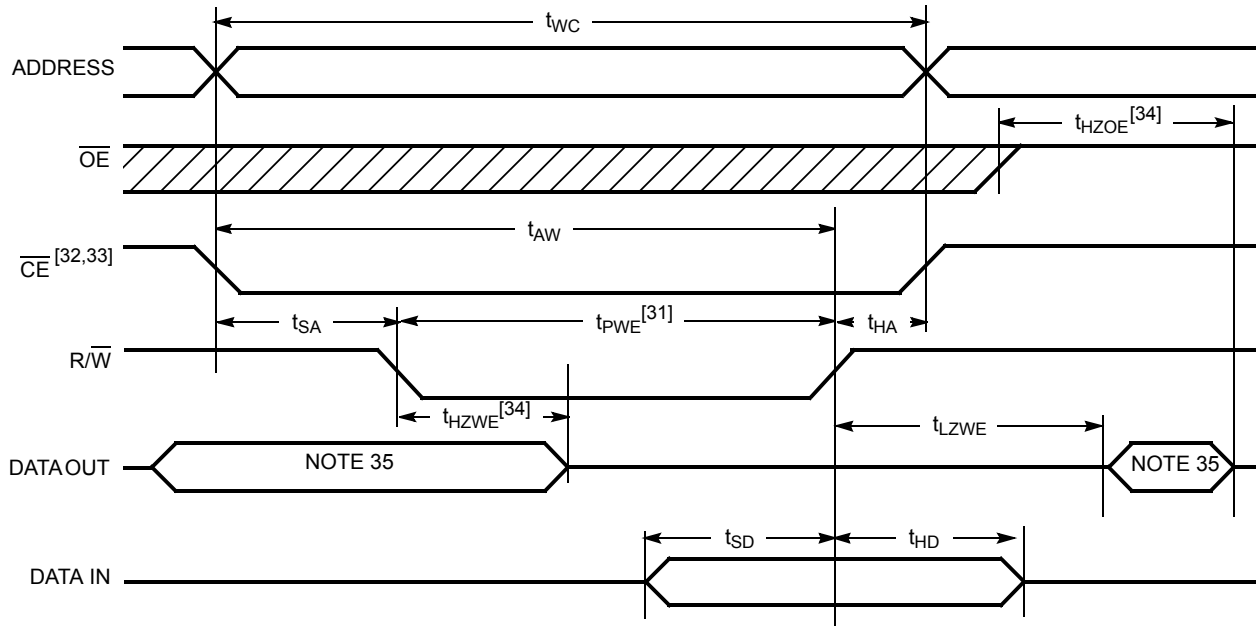 tWC
ADDRESS
tHZOE[34]
OE
tAW
CE [32,33]
tSA
tPWE[31]
tHA
R/W
tHZWE[34]
tLZWE
DATA OUT
NOTE 35
NOTE 35
tSD
tHD
DATA IN